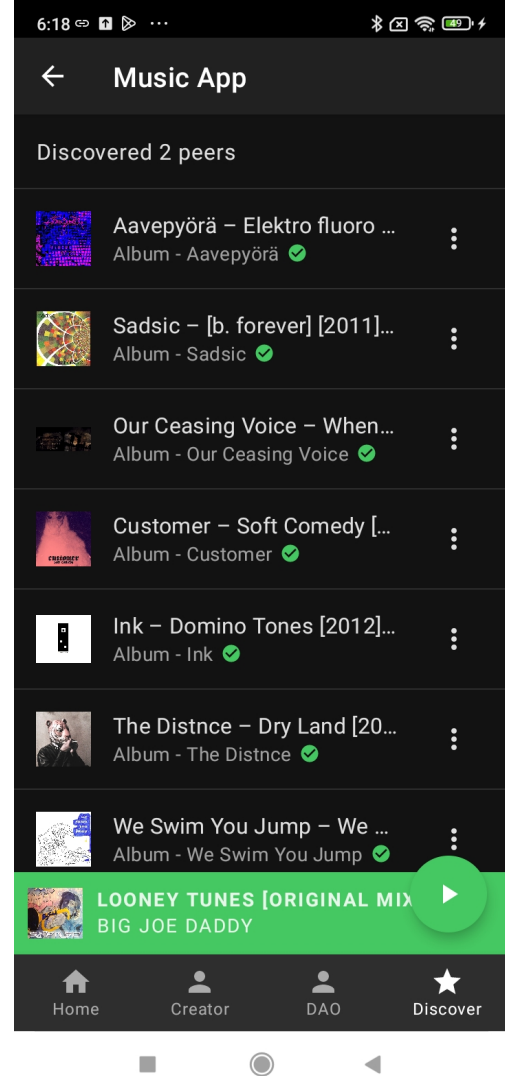 6:18
49
Music App
Discovered 2 peers
Aavepyörä – Elektro fluoro …
Album - Aavepyörä
Sadsic – [b. forever] [2011]…
Album - Sadsic
Our Ceasing Voice – When…
Album - Our Ceasing Voice
Customer – Soft Comedy […
Album - Customer
Ink – Domino Tones [2012]…
Album - Ink
The Distnce – Dry Land [20…
Album - The Distnce
We Swim You Jump – We …
Album - We Swim You Jump
LOONEY TUNES [ORIGINAL MIX
BIG JOE DADDY
Home
Creator
DAO
Discover